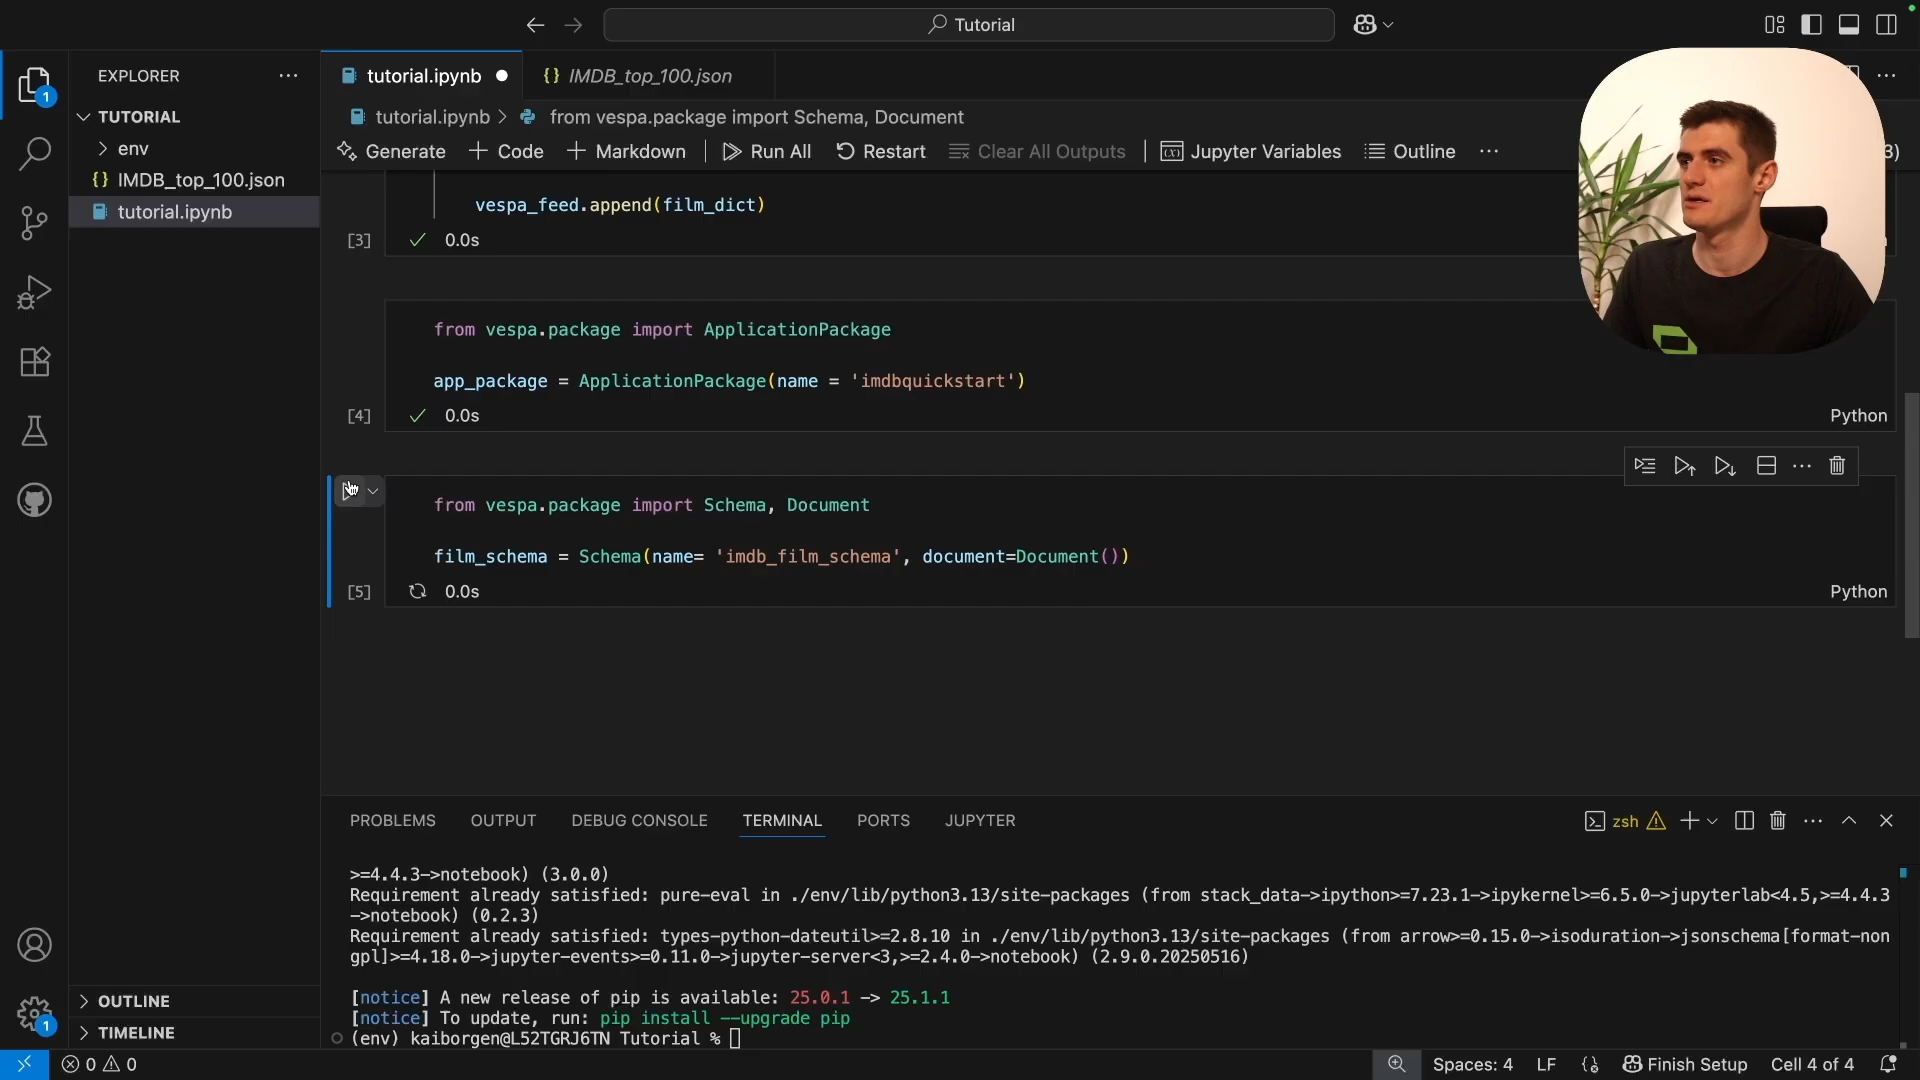 Tutorial
EXPLORER
tutorial.ipynb
{} IMDB_top_100.json
TUTORIAL
tutorial.ipynb > from vespa.package import Schema, Document
env
Generate
Code
Markdown
Run All
Restart
Clear All Outputs
Jupyter Variables
Outline
3)
{} IMDB_top_100.json
tutorial.ipynb
vespa_feed.append(film_dict)
[3]
0.0s
from vespa.package import ApplicationPackage
app_package = ApplicationPackage(name = 'imdbquickstart')
[4]
0.0s
Python
from vespa.package import Schema, Document
film_schema = Schema(name= 'imdb_film_schema', document=Document())
[5]
0.0s
Python
PROBLEMS
OUTPUT
DEBUG CONSOLE
TERMINAL
PORTS
JUPYTER
zsh
>=4.4.3->notebook) (3.0.0)
Requirement already satisfied: pure-eval in ./env/lib/python3.13/site-packages (from stack_data->ipython>=7.23.1->ipykernel>=6.5.0->jupyterlab<4.5,>=4.4.3
->notebook) (0.2.3)
Requirement already satisfied: types-python-dateutil>=2.8.10 in ./env/lib/python3.13/site-packages (from arrow>=0.15.0->isoduration->jsonschema[format-non
gpl]>=4.18.0->jupyter-events>=0.11.0->jupyter-server<3,>=2.4.0->notebook) (2.9.0.20250516)
[notice] A new release of pip is available: 25.0.1 -> 25.1.1
[notice] To update, run: pip install --upgrade pip
(env) kaiborgen@L52TGRJ6TN Tutorial %
OUTLINE
TIMELINE
1
1
0
0
Spaces: 4
LF
Finish Setup
Cell 4 of 4